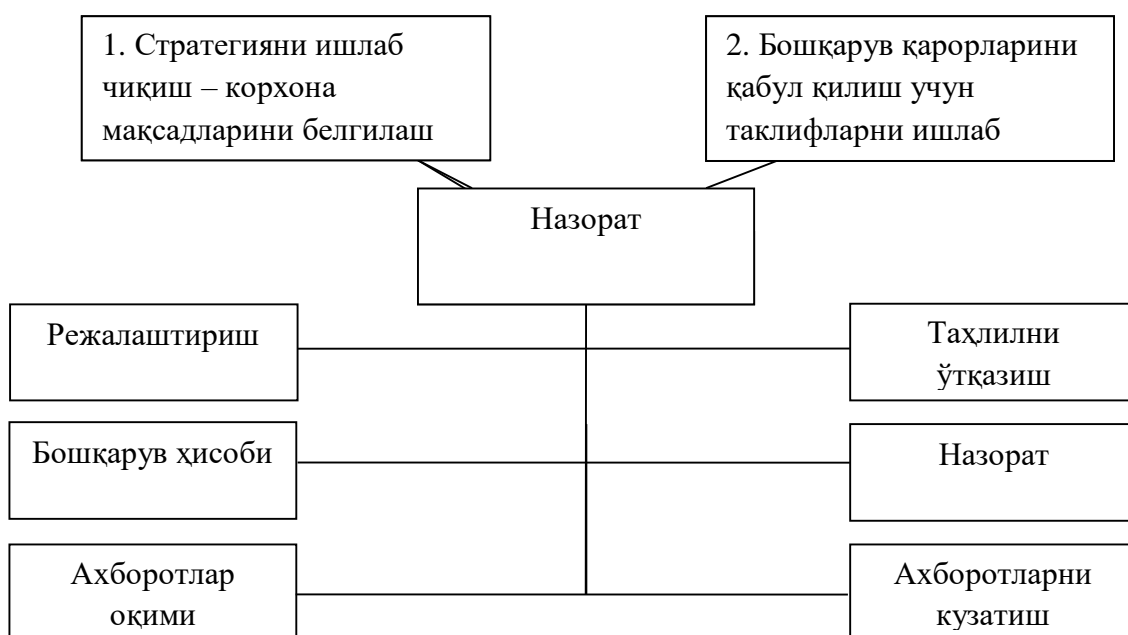 1. Стратегияни ишлаб
чиқиш – корхона
мақсадларини белгилаш
2. Бошқарув қарорларини
қабул қилиш учун
таклифларни ишлаб
Назорат
Режалаштириш
Таҳлилни
ўтқазиш
Бошқарув ҳисоби
Назорат
Ахборотлар
оқими
Ахборотларни
кузатиш